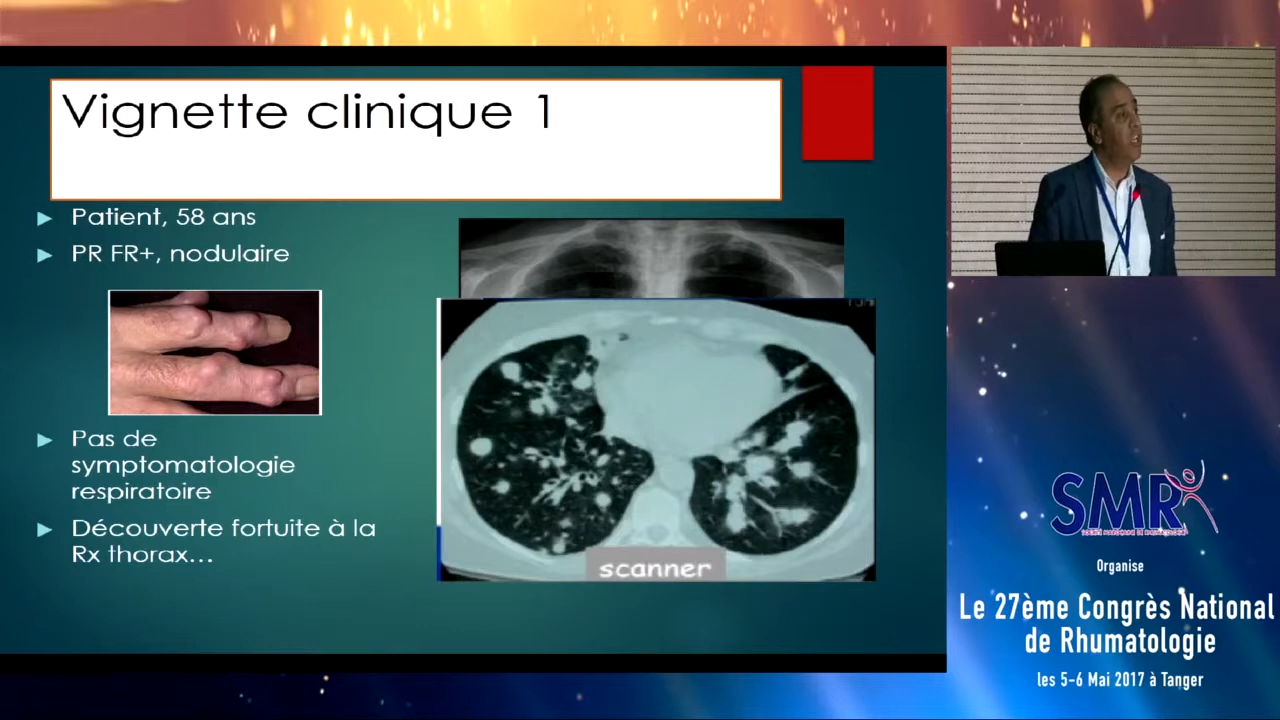 Vignette clinique 1
Patient, 58 ans
PR FR+, nodulaire
Pas de
symptomatologie
respiratoire
Découverte fortuite à la
Rx thorax...
scanner
SMR
Organise
Le 27ème Congrès National
de Rhumatologie
les 5-6 Mai 2017 à Tanger